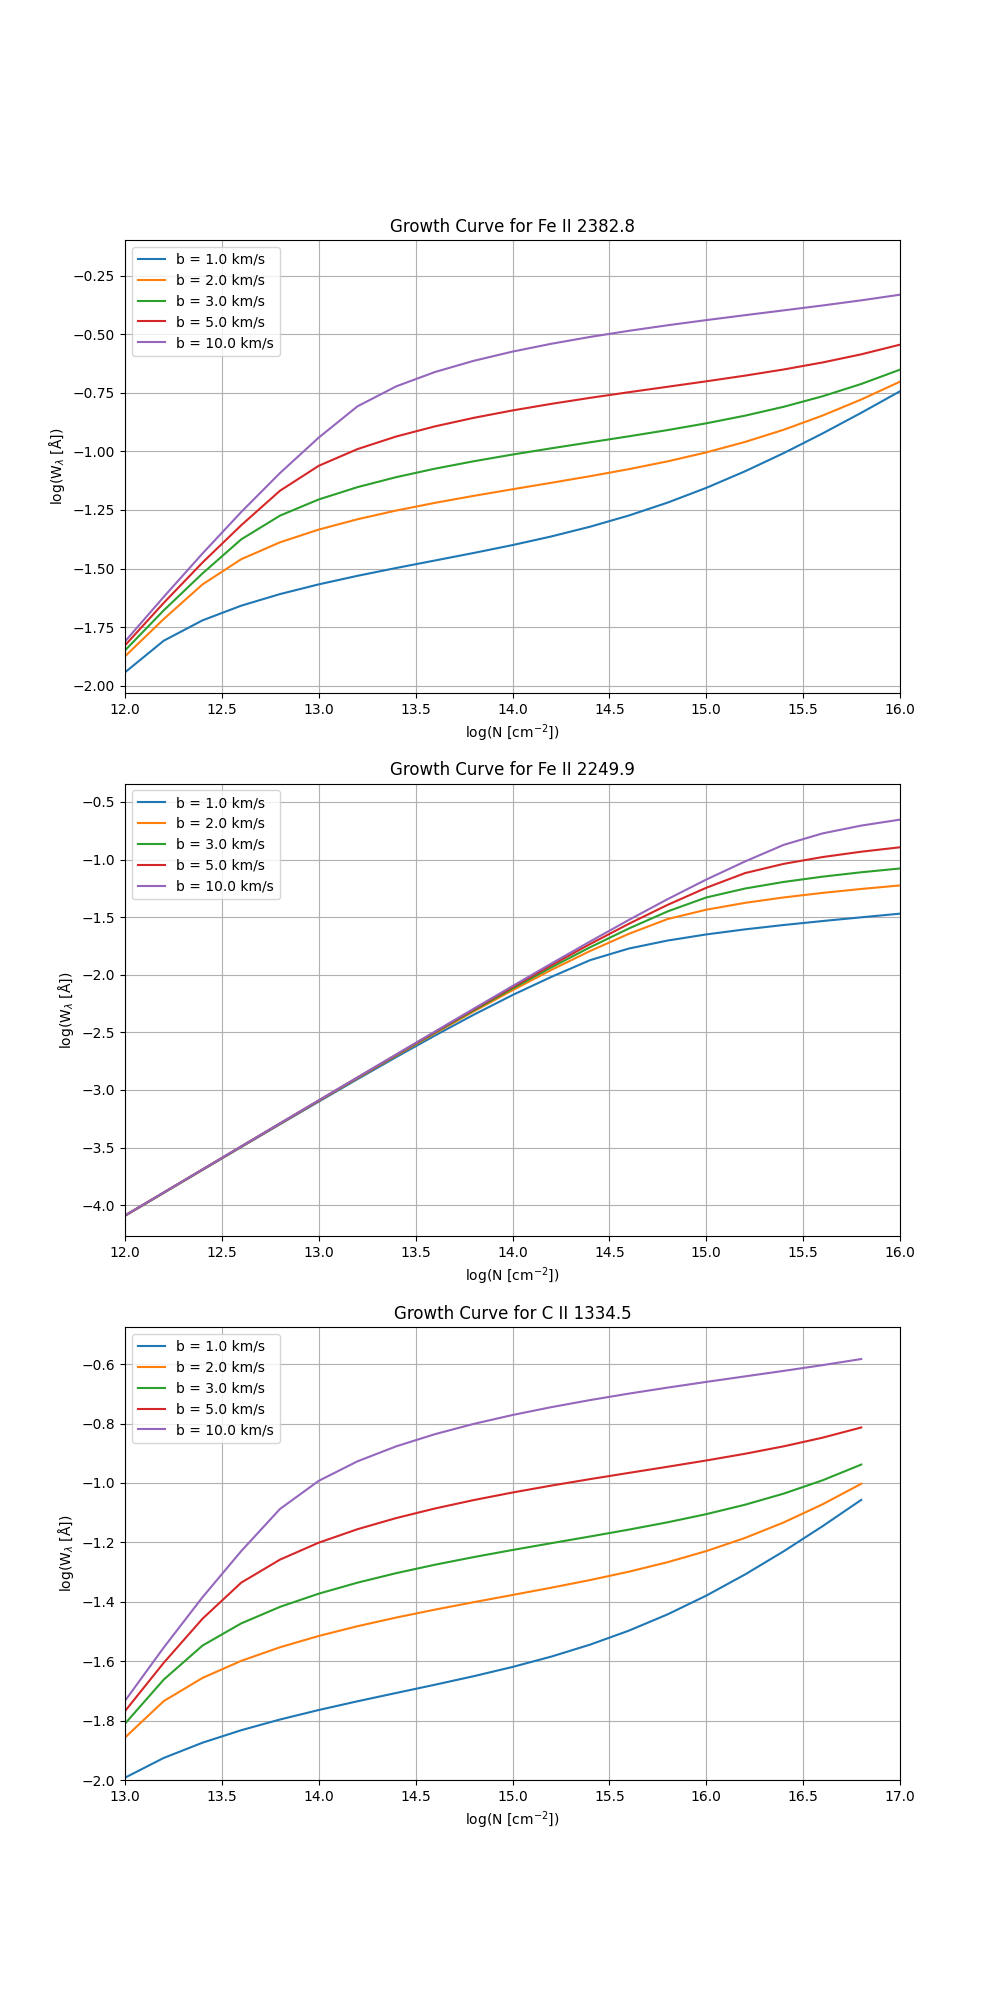 Growth Curve for Fe II 2382.8
b = 1.0 km/s
b = 2.0 km/s
b = 3.0 km/s
b = 5.0 km/s
b = 10.0 km/s
−0.25
−0.50
−0.75
−1.00
−1.25
−1.50
−1.75
−2.00
log(Wλ [Å])
12.0 12.5 13.0 13.5 14.0 14.5 15.0 15.5 16.0
log(N [cm⁻²])
Growth Curve for Fe II 2249.9
b = 1.0 km/s
b = 2.0 km/s
b = 3.0 km/s
b = 5.0 km/s
b = 10.0 km/s
−0.5
−1.0
−1.5
−2.0
−2.5
−3.0
−3.5
−4.0
log(Wλ [Å])
12.0 12.5 13.0 13.5 14.0 14.5 15.0 15.5 16.0
log(N [cm⁻²])
Growth Curve for C II 1334.5
b = 1.0 km/s
b = 2.0 km/s
b = 3.0 km/s
b = 5.0 km/s
b = 10.0 km/s
−0.6
−0.8
−1.0
−1.2
−1.4
−1.6
−1.8
−2.0
log(Wλ [Å])
13.0 13.5 14.0 14.5 15.0 15.5 16.0 16.5 17.0
log(N [cm⁻²])